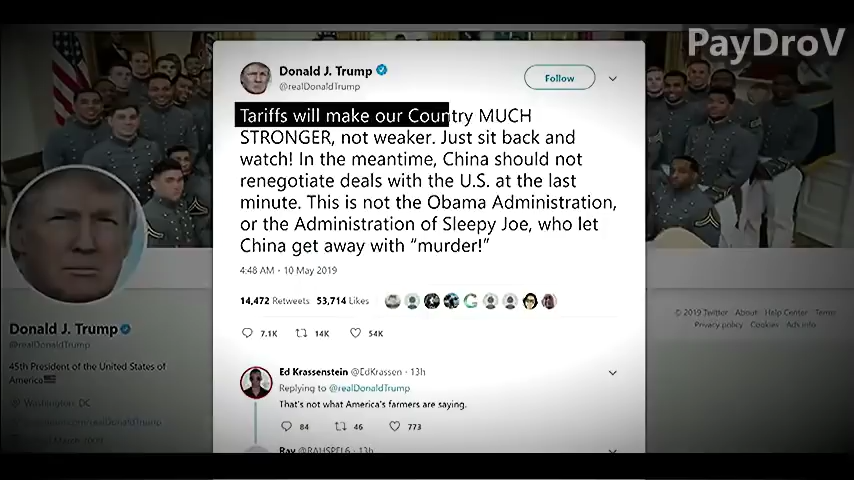 PayDroV
Donald J. Trump
@realDonaldTrump
Follow
Tariffs will make our Country MUCH
STRONGER, not weaker. Just sit back and
watch! In the meantime, China should not
renegotiate deals with the U.S. at the last
minute. This is not the Obama Administration,
or the Administration of Sleepy Joe, who let
China get away with “murder!”
4:48 AM - 10 May 2019
14,472 Retweets 53,714 Likes
7.1K 14K 54K
Ed Krassenstein @EdKrassen · 13h
Replying to @realDonaldTrump
That's not what America's farmers are saying.
84 46 773
Donald J. Trump
@realDonaldTrump
45th President of the United States of
America
Washington, DC
© 2019 Twitter About Help Center Terms
Privacy policy Cookies Ads info